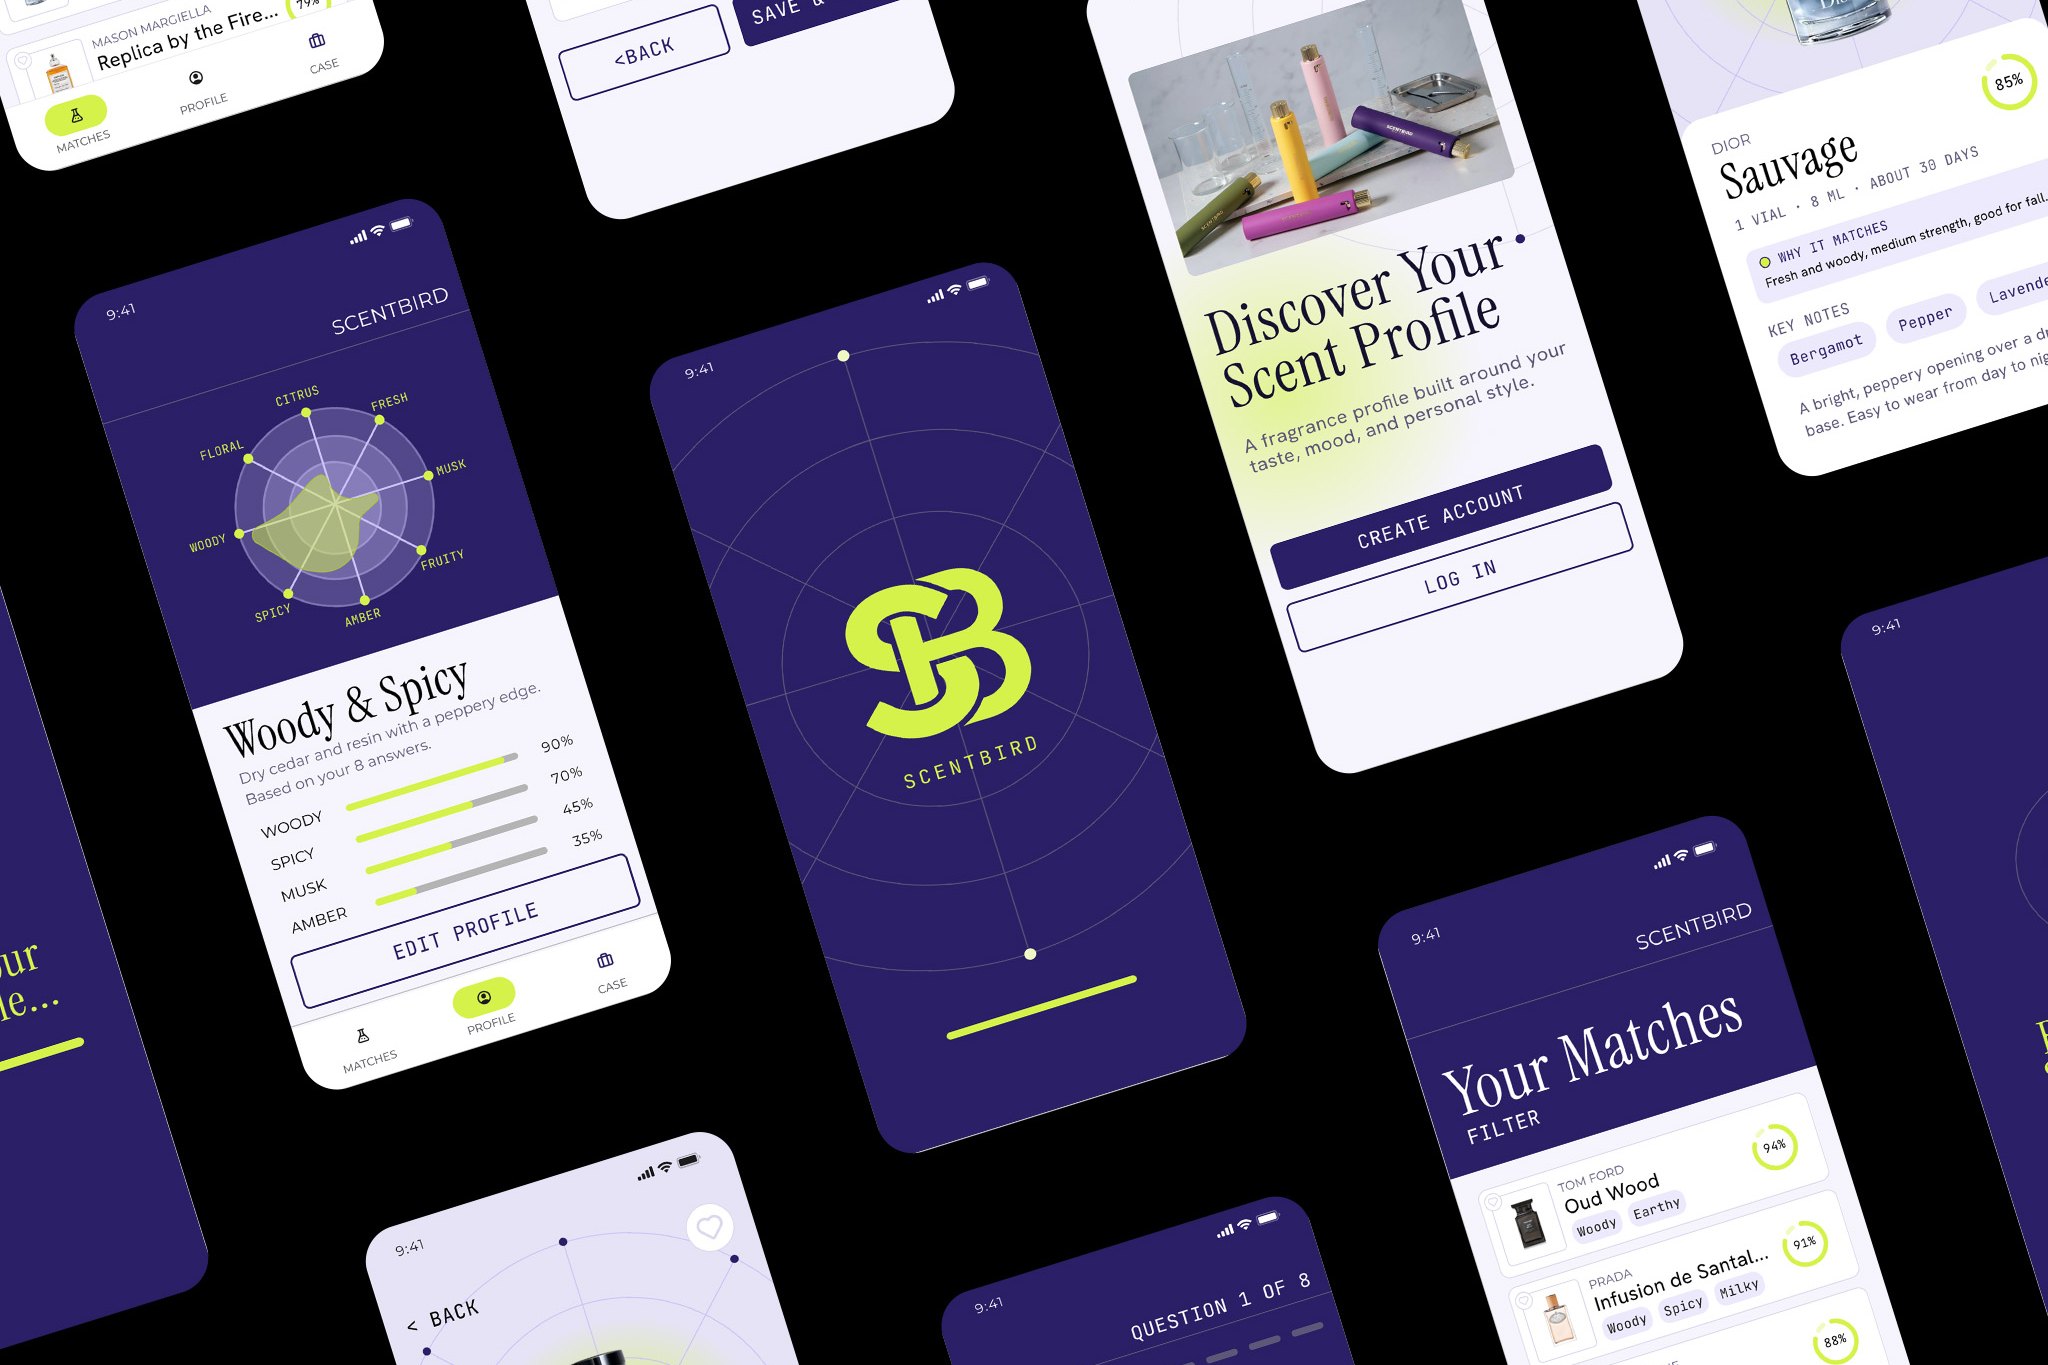 MASON MARGIELLA
Replica by the Fire...
79%
MATCHES
PROFILE
CASE
<BACK
SAVE &
9:41
SCENTBIRD
CITRUS
FRESH
FLORAL
MUSK
WOODY
FRUITY
SPICY
AMBER
Woody & Spicy
Dry cedar and resin with a peppery edge.
Based on your 8 answers.
WOODY
90%
SPICY
70%
MUSK
45%
AMBER
35%
EDIT PROFILE
MATCHES
PROFILE
CASE
9:41
SB
SCENTBIRD
SCENTBIRD
SCENTBIRD
SCENTBIRD
Discover Your
Scent Profile
A fragrance profile built around your
taste, mood, and personal style.
CREATE ACCOUNT
LOG IN
85%
DIOR
Sauvage
1 VIAL · 8 ML · ABOUT 30 DAYS
WHY IT MATCHES
Fresh and woody, medium strength, good for fall.
KEY NOTES
Bergamot
Pepper
A bright, peppery opening over a
base. Easy to wear from day to
9:41
9:41
< BACK
9:41
QUESTION 1 OF 8
9:41
SCENTBIRD
Your Matches
FILTER
TOM FORD
Oud Wood
Woody
Earthy
94%
PRADA
Infusion de Santal...
Woody
Spicy
Milky
91%
88%